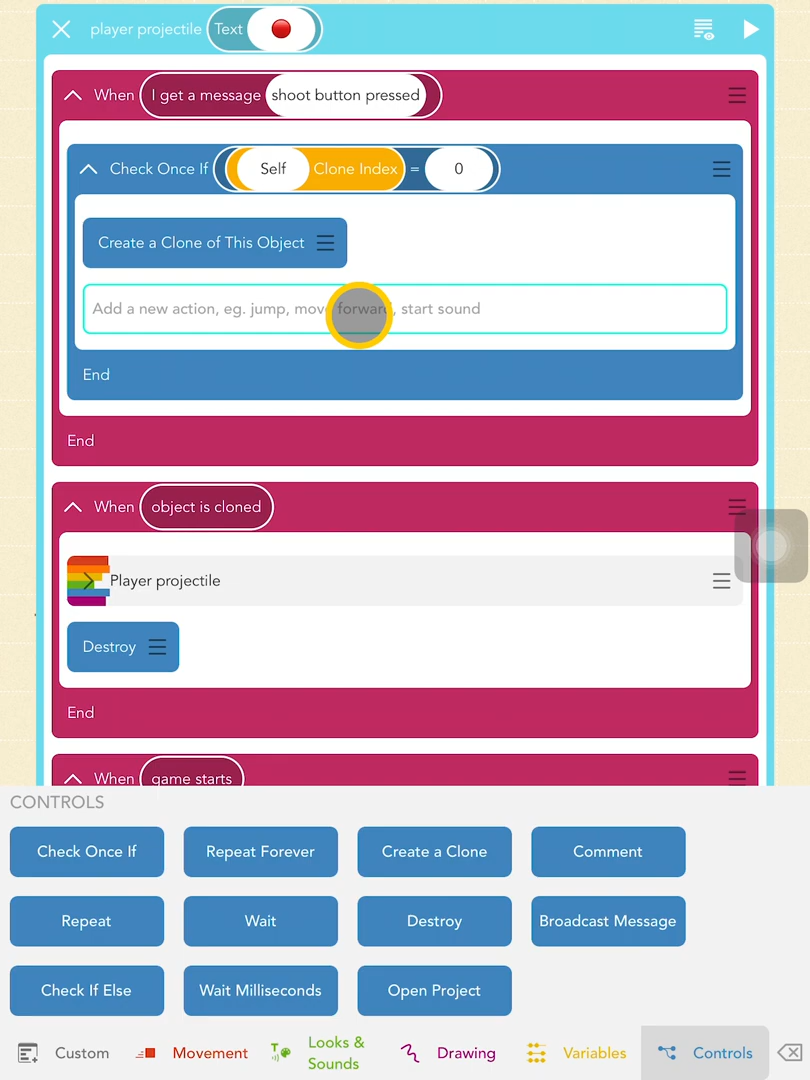 player projectile Text
When I get a message shoot button pressed
Check Once If Self Clone Index = 0
Create a Clone of This Object
Add a new action, eg. jump, move forward, start sound
End
End
When object is cloned
Player projectile
Destroy
End
When game starts
CONTROLS
Check Once If Repeat Forever Create a Clone Comment
Repeat Wait Destroy Broadcast Message
Check If Else Wait Milliseconds Open Project
Custom Movement Looks & Sounds Drawing Variables Controls